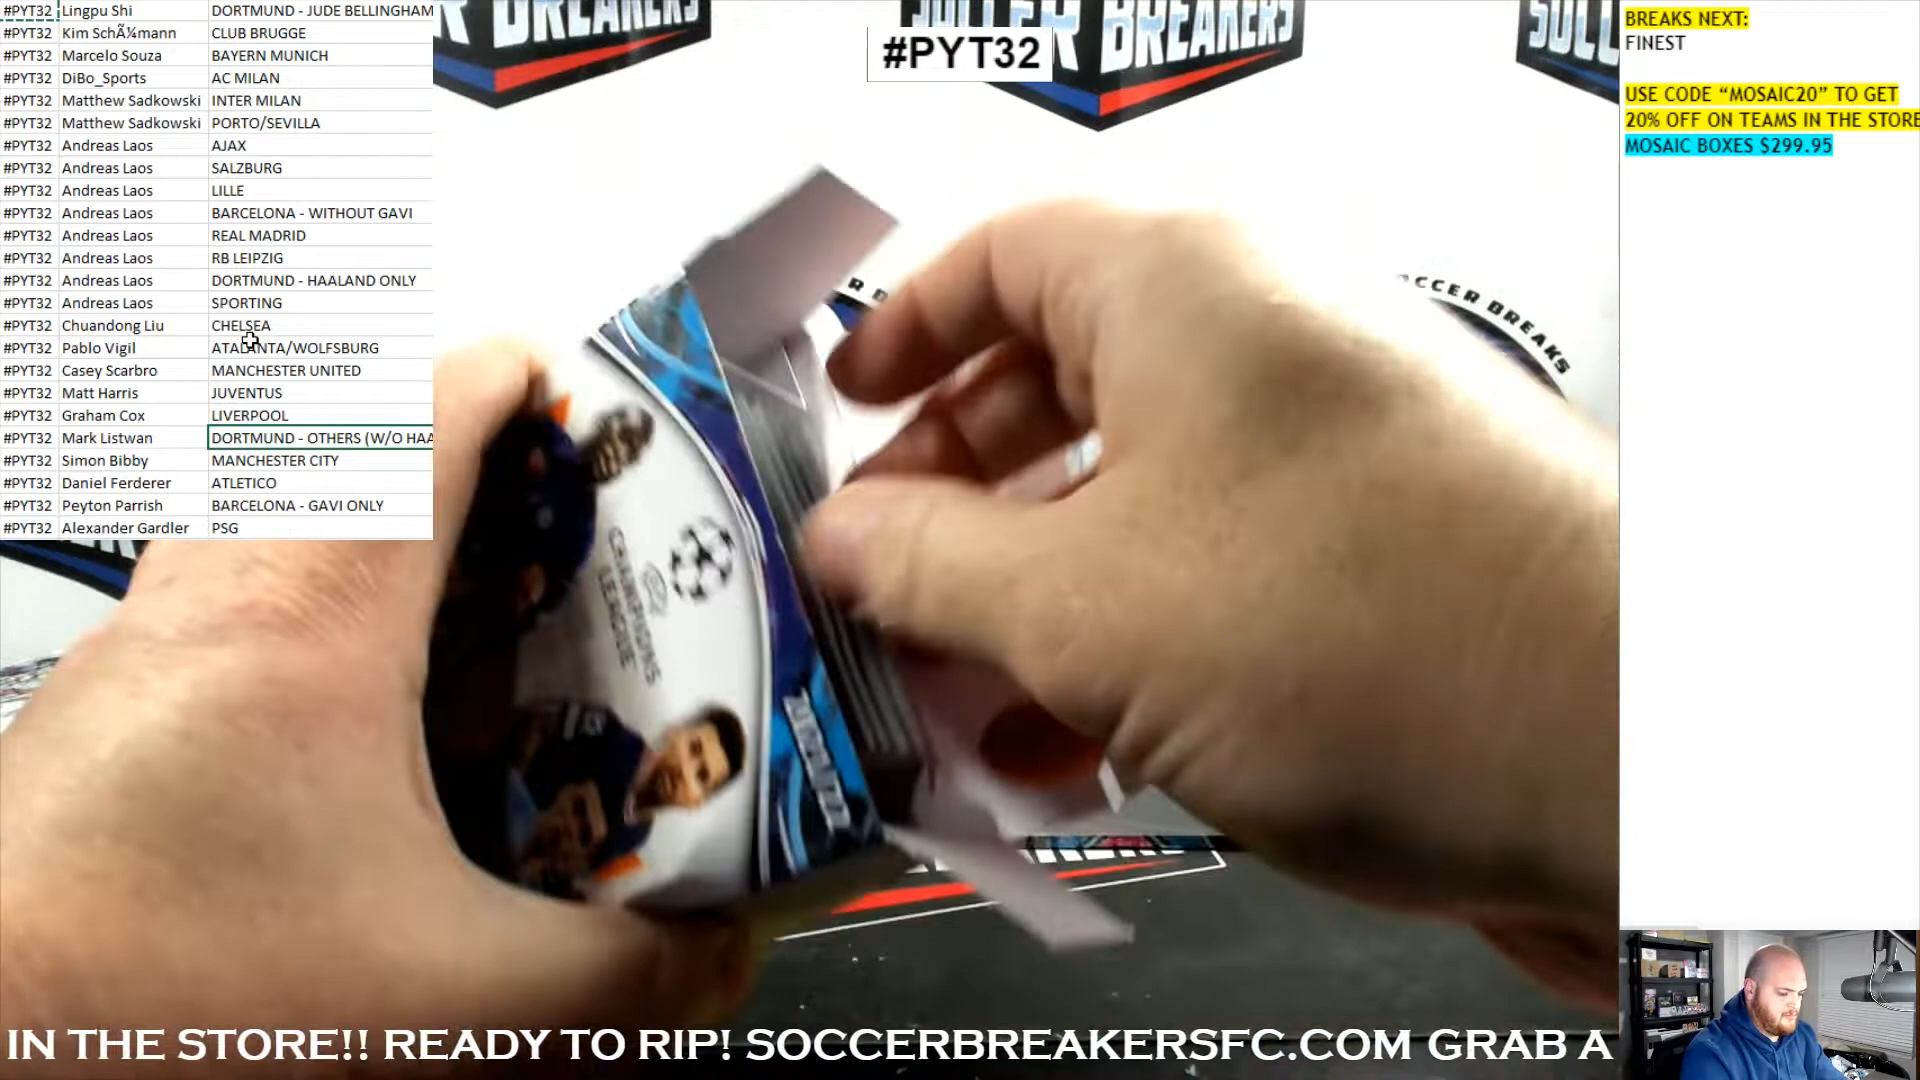 #PYT32 Lingpu Shi DORTMUND - JUDE BELLINGHAM
#PYT32 Kim SchÃ¼mann CLUB BRUGGE
#PYT32 Marcelo Souza BAYERN MUNICH
#PYT32 DiBo_Sports AC MILAN
#PYT32 Matthew Sadkowski INTER MILAN
#PYT32 Matthew Sadkowski PORTO/SEVILLA
#PYT32 Andreas Laos AJAX
#PYT32 Andreas Laos SALZBURG
#PYT32 Andreas Laos LILLE
#PYT32 Andreas Laos BARCELONA - WITHOUT GAVI
#PYT32 Andreas Laos REAL MADRID
#PYT32 Andreas Laos RB LEIPZIG
#PYT32 Andreas Laos DORTMUND - HAALAND ONLY
#PYT32 Andreas Laos SPORTING
#PYT32 Chuandong Liu CHELSEA
#PYT32 Pablo Vigil ATALANTA/WOLFSBURG
#PYT32 Casey Scarbro MANCHESTER UNITED
#PYT32 Matt Harris JUVENTUS
#PYT32 Graham Cox LIVERPOOL
#PYT32 Mark Listwan DORTMUND - OTHERS (W/O HAA
#PYT32 Simon Bibby MANCHESTER CITY
#PYT32 Daniel Ferderer ATLETICO
#PYT32 Peyton Parrish BARCELONA - GAVI ONLY
#PYT32 Alexander Gardler PSG
BREAKERS
BREAKERS
#PYT32
SOCCER BREAKS
CHAMPIONS
LEAGUE
BREAKS NEXT:
FINEST
USE CODE “MOSAIC20” TO GET
20% OFF ON TEAMS IN THE STORE
MOSAIC BOXES $299.95
IN THE STORE!! READY TO RIP! SOCCERBREAKERSFC.COM GRAB A